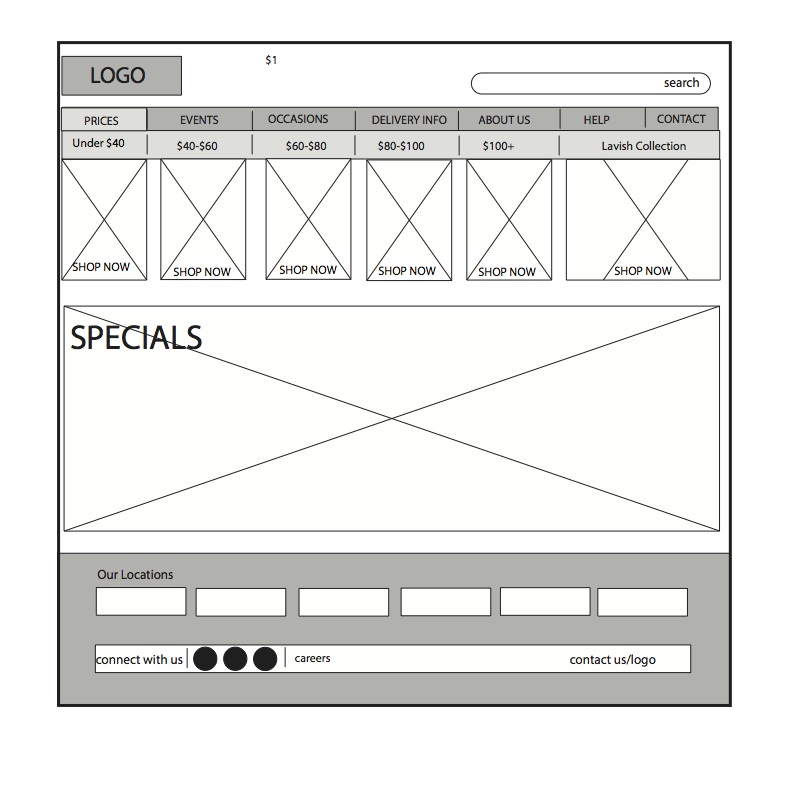 $1
LOGO
search
PRICES EVENTS OCCASIONS DELIVERY INFO ABOUT US HELP CONTACT
Under $40 $40-$60 $60-$80 $80-$100 $100+ Lavish Collection
SHOP NOW SHOP NOW SHOP NOW SHOP NOW SHOP NOW SHOP NOW
SPECIALS
Our Locations
connect with us careers contact us/logo